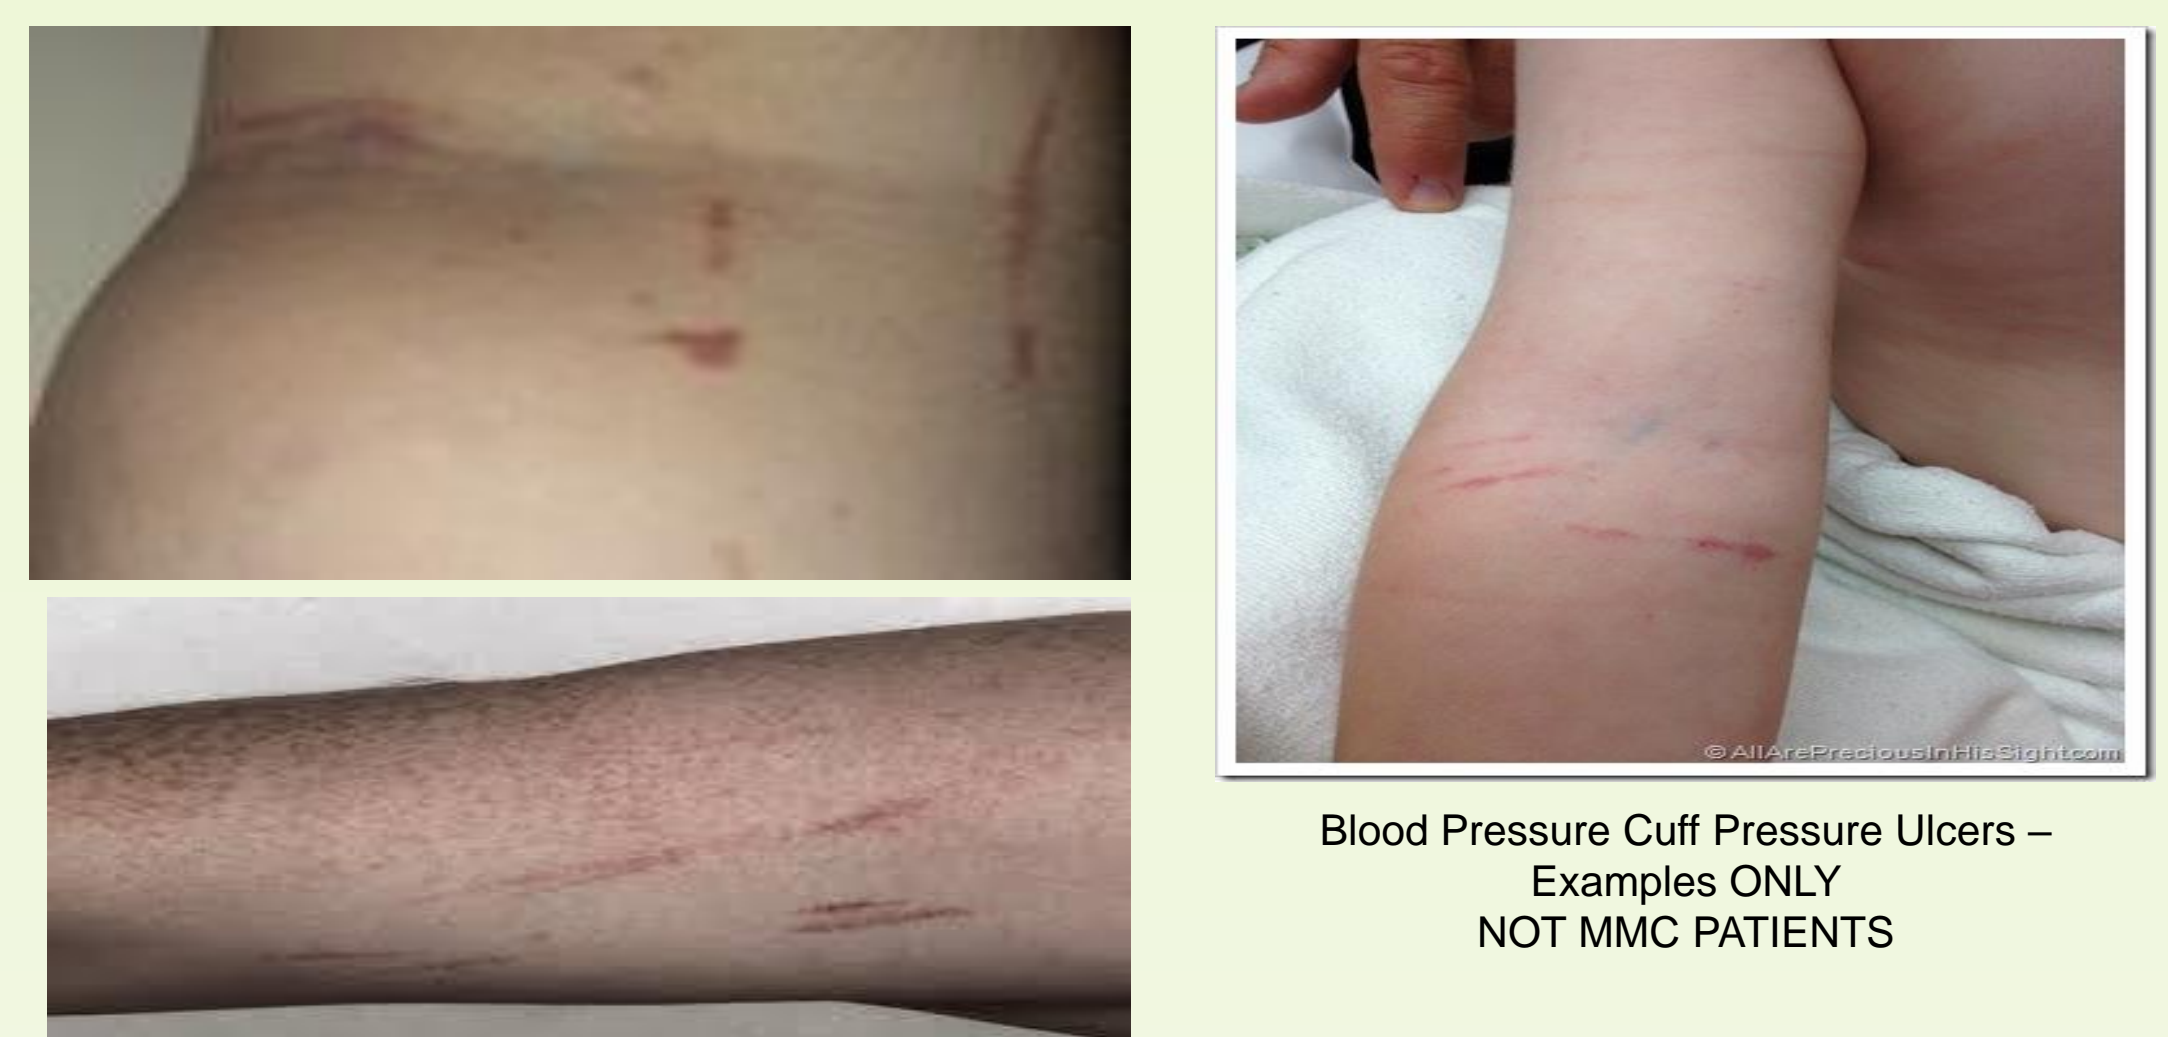 © AllArePreciousInHisSight.com
Blood Pressure Cuff Pressure Ulcers –
Examples ONLY
NOT MMC PATIENTS